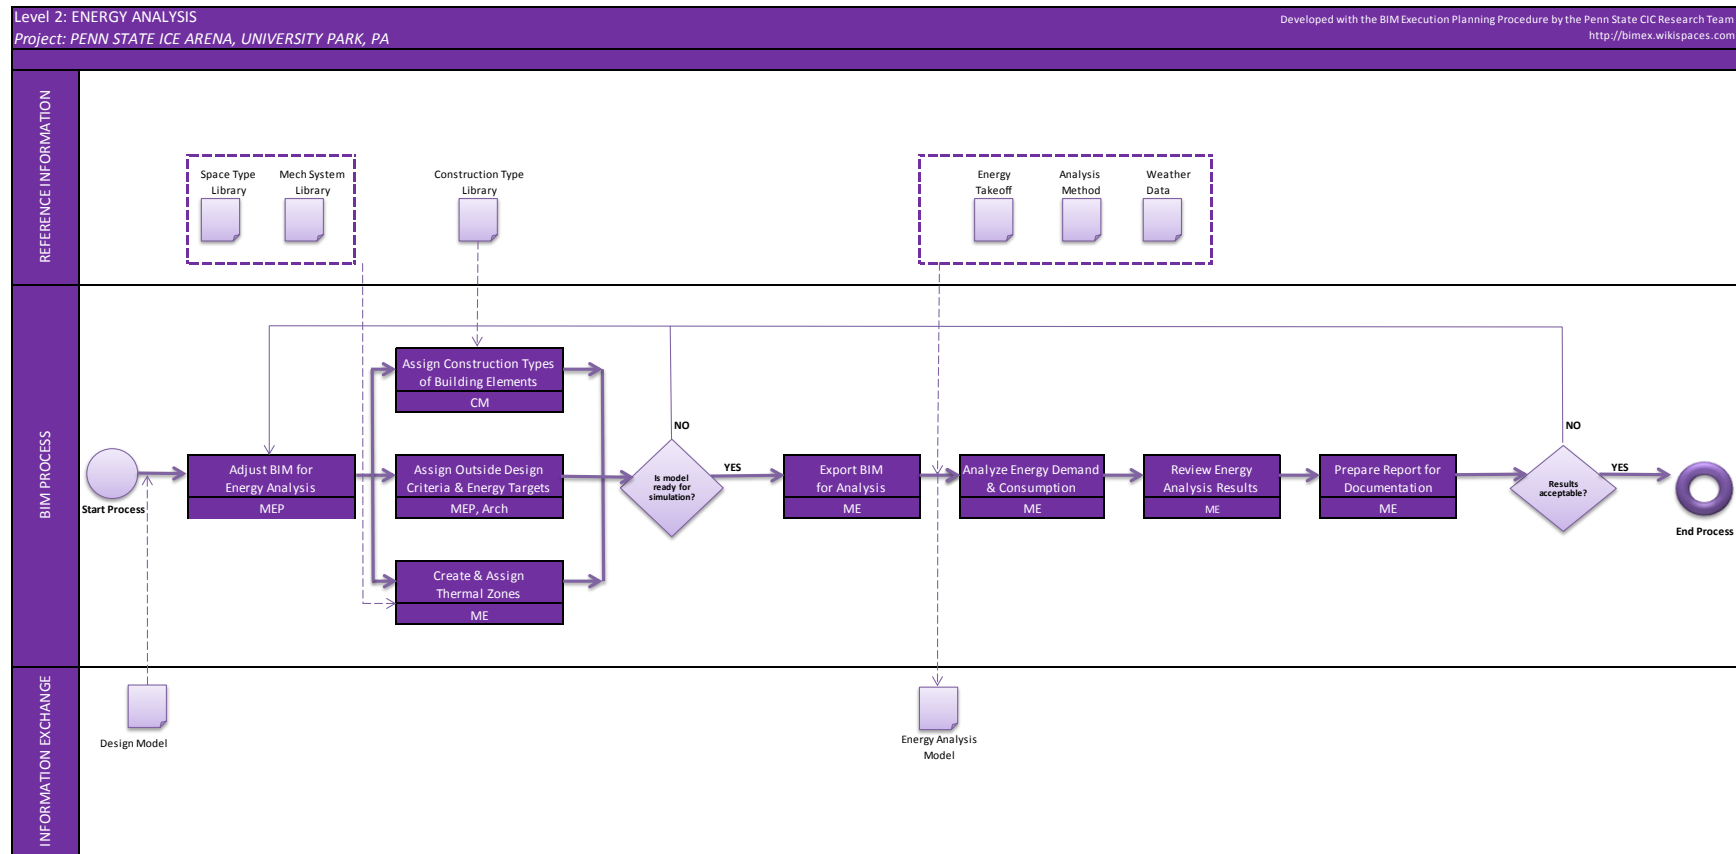 Level 2: ENERGY ANALYSIS
Project: PENN STATE ICE ARENA, UNIVERSITY PARK, PA
Developed with the BIM Execution Planning Procedure by the Penn State CIC Research Team
http://bimex.wikispaces.com
REFERENCE INFORMATION
Space Type
Library
Mech System
Library
Construction Type
Library
Energy
Takeoff
Analysis
Method
Weather
Data
BIM PROCESS
Start Process
Adjust BIM for
Energy Analysis
MEP
Assign Construction Types
of Building Elements
CM
Assign Outside Design
Criteria & Energy Targets
MEP, Arch
Create & Assign
Thermal Zones
ME
NO
Is model
ready for
simulation?
YES
Export BIM
for Analysis
ME
Analyze Energy Demand
& Consumption
ME
Review Energy
Analysis Results
ME
Prepare Report for
Documentation
ME
NO
Results
acceptable?
YES
End Process
INFORMATION EXCHANGE
Design Model
Energy Analysis
Model